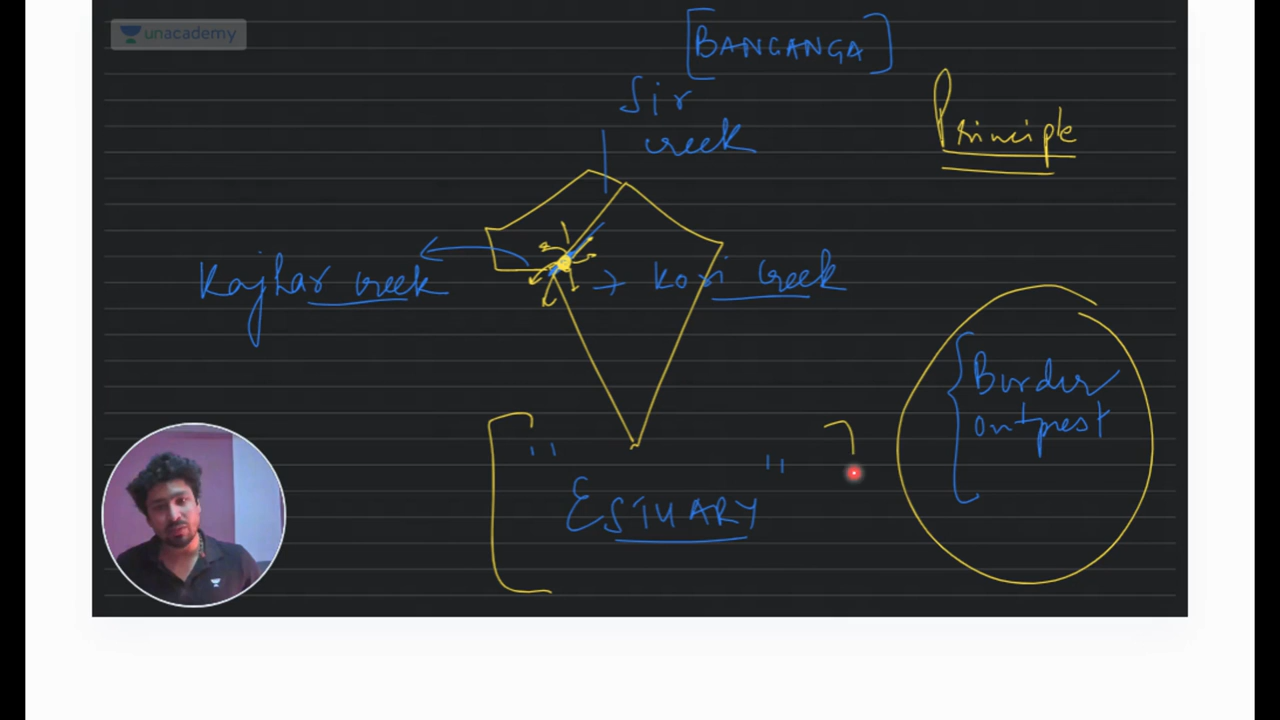 unacademy
[BANGANGA]
Sir
creek
Principle
Kajhar creek
→ Kori creek
{Border
outpost
" ESTUARY "